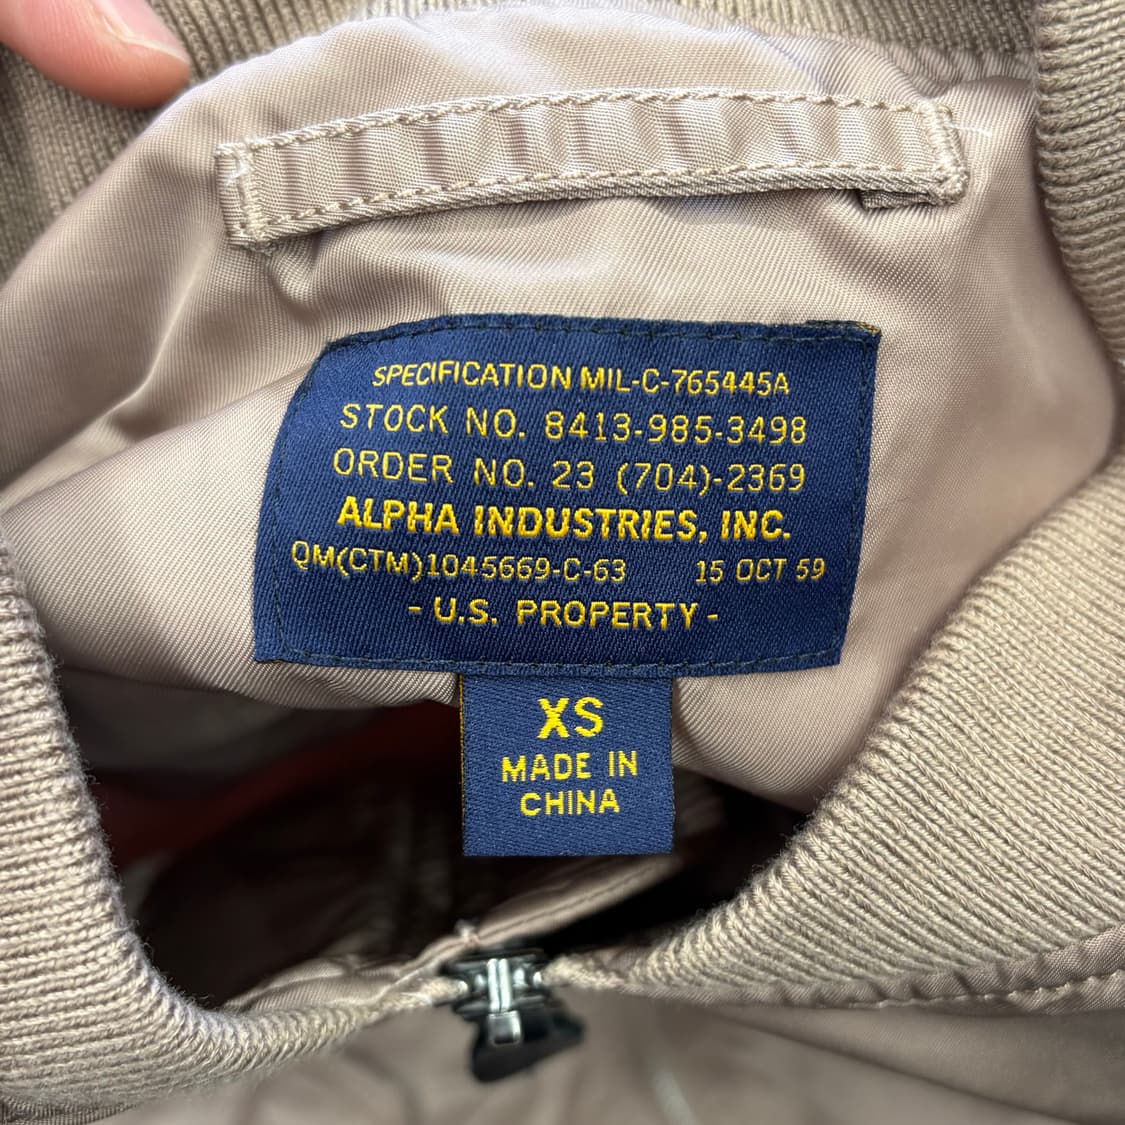 SPECIFICATION MIL-C-765445A
STOCK NO. 8413-985-3498
ORDER NO. 23 (704)-2369
ALPHA INDUSTRIES, INC.
QM(CTM)1045669-C-63 15 OCT 59
- U.S. PROPERTY -
XS
MADE IN
CHINA